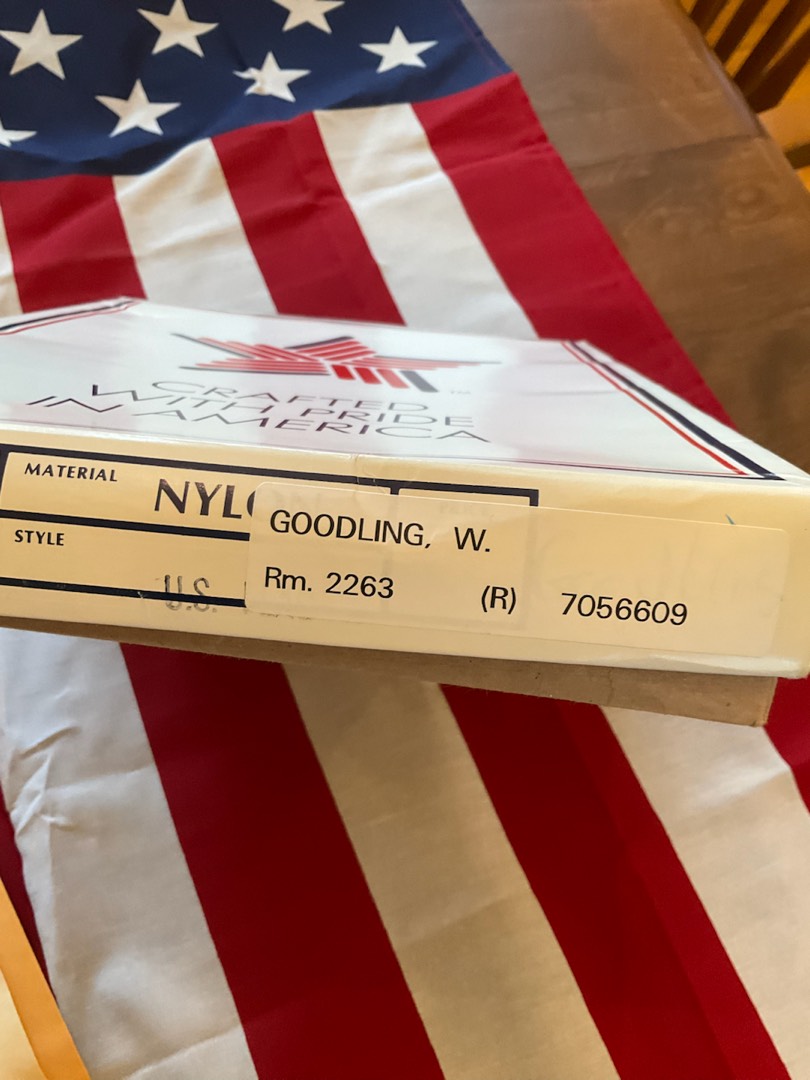 CRAFTED
WITH PRIDE
IN AMERICA
MATERIAL
STYLE
U.S.
GOODLING, W.
Rm. 2263 (R) 7056609